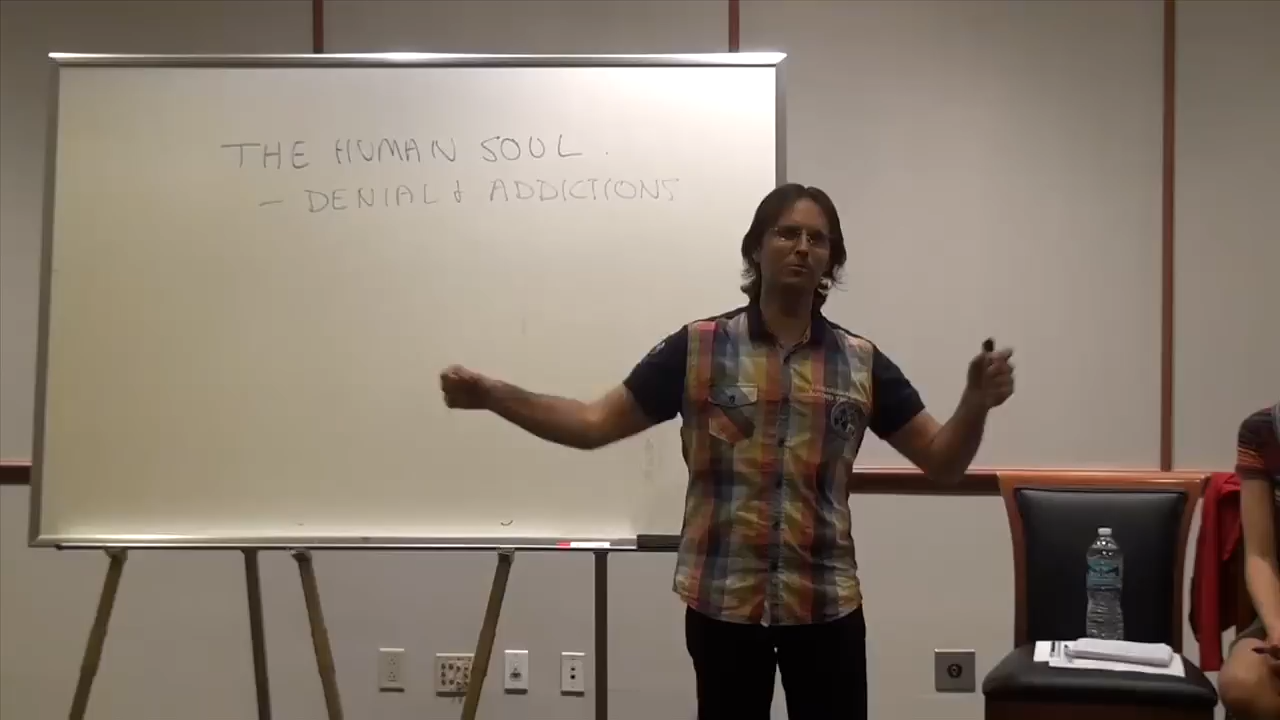 THE HUMAN SOUL.
- DENIAL & ADDICTIONS